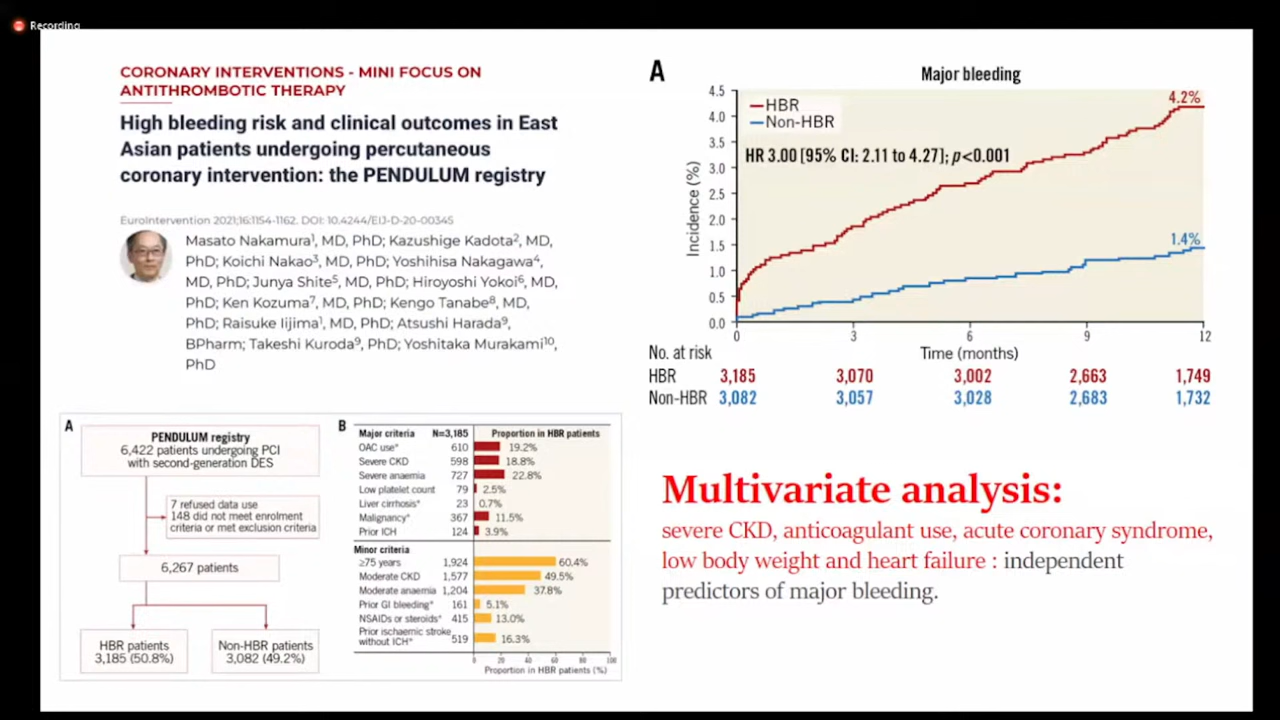 Recording
CORONARY INTERVENTIONS - MINI FOCUS ON
ANTITHROMBOTIC THERAPY
High bleeding risk and clinical outcomes in East
Asian patients undergoing percutaneous
coronary intervention: the PENDULUM registry
EuroIntervention 2021;16:1154-1162. DOI: 10.4244/EIJ-D-20-00345
Masato Nakamura¹, MD, PhD; Kazushige Kadota², MD,
PhD; Koichi Nakao³, MD, PhD; Yoshihisa Nakagawa⁴,
MD, PhD; Junya Shite⁵, MD, PhD; Hiroyoshi Yokoi⁶, MD,
PhD; Ken Kozuma⁷, MD, PhD; Kengo Tanabe⁸, MD,
PhD; Raisuke Iijima¹, MD, PhD; Atsushi Harada⁹,
BPharm; Takeshi Kuroda⁹, PhD; Yoshitaka Murakami¹⁰,
PhD
A
PENDULUM registry
6,422 patients undergoing PCI
with second-generation DES
7 refused data use
148 did not meet enrolment
criteria or met exclusion criteria
6,267 patients
HBR patients
3,185 (50.8%)
Non-HBR patients
3,082 (49.2%)
B
Major criteria N=3,185 Proportion in HBR patients
OAC use* 610 19.2%
Severe CKD 598 18.8%
Severe anaemia 727 22.8%
Low platelet count 79 2.5%
Liver cirrhosis* 23 0.7%
Malignancy* 367 11.5%
Prior ICH 124 3.9%
Minor criteria
≥75 years 1,924 60.4%
Moderate CKD 1,577 49.5%
Moderate anaemia 1,204 37.8%
Prior GI bleeding* 161 5.1%
NSAIDs or steroids* 415 13.0%
Prior ischaemic stroke
without ICH* 519 16.3%
0 20 40 60 80 100
Proportion in HBR patients (%)
A
Major bleeding
4.5
4.0
3.5
3.0
2.5
2.0
1.5
1.0
0.5
0.0
Incidence (%)
HBR
Non-HBR
HR 3.00 [95% CI: 2.11 to 4.27]; p<0.001
4.2%
1.4%
0 3 6 9 12
Time (months)
No. at risk
HBR 3,185 3,070 3,002 2,663 1,749
Non-HBR 3,082 3,057 3,028 2,683 1,732
Multivariate analysis:
severe CKD, anticoagulant use, acute coronary syndrome,
low body weight and heart failure : independent
predictors of major bleeding.